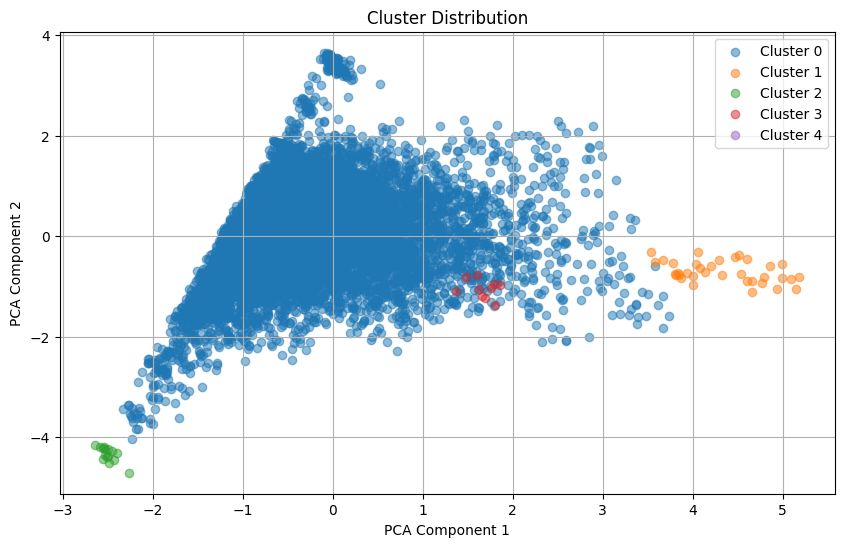 Cluster Distribution
Cluster 0
Cluster 1
Cluster 2
Cluster 3
Cluster 4
4
2
0
−2
−4
PCA Component 2
−3 −2 −1 0 1 2 3 4 5
PCA Component 1